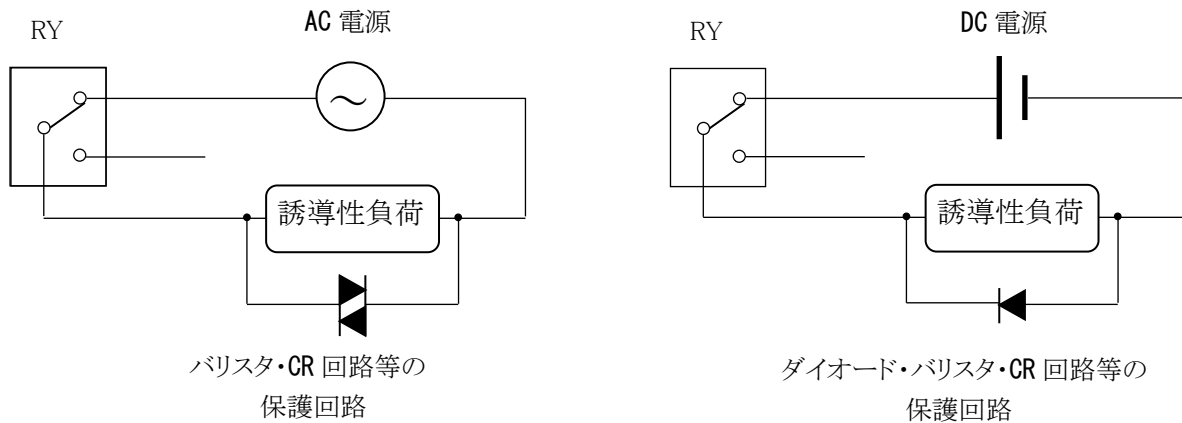 RY
AC 電源
誘導性負荷
バリスタ・CR 回路等の
保護回路
RY
DC 電源
誘導性負荷
ダイオード・バリスタ・CR 回路等の
保護回路